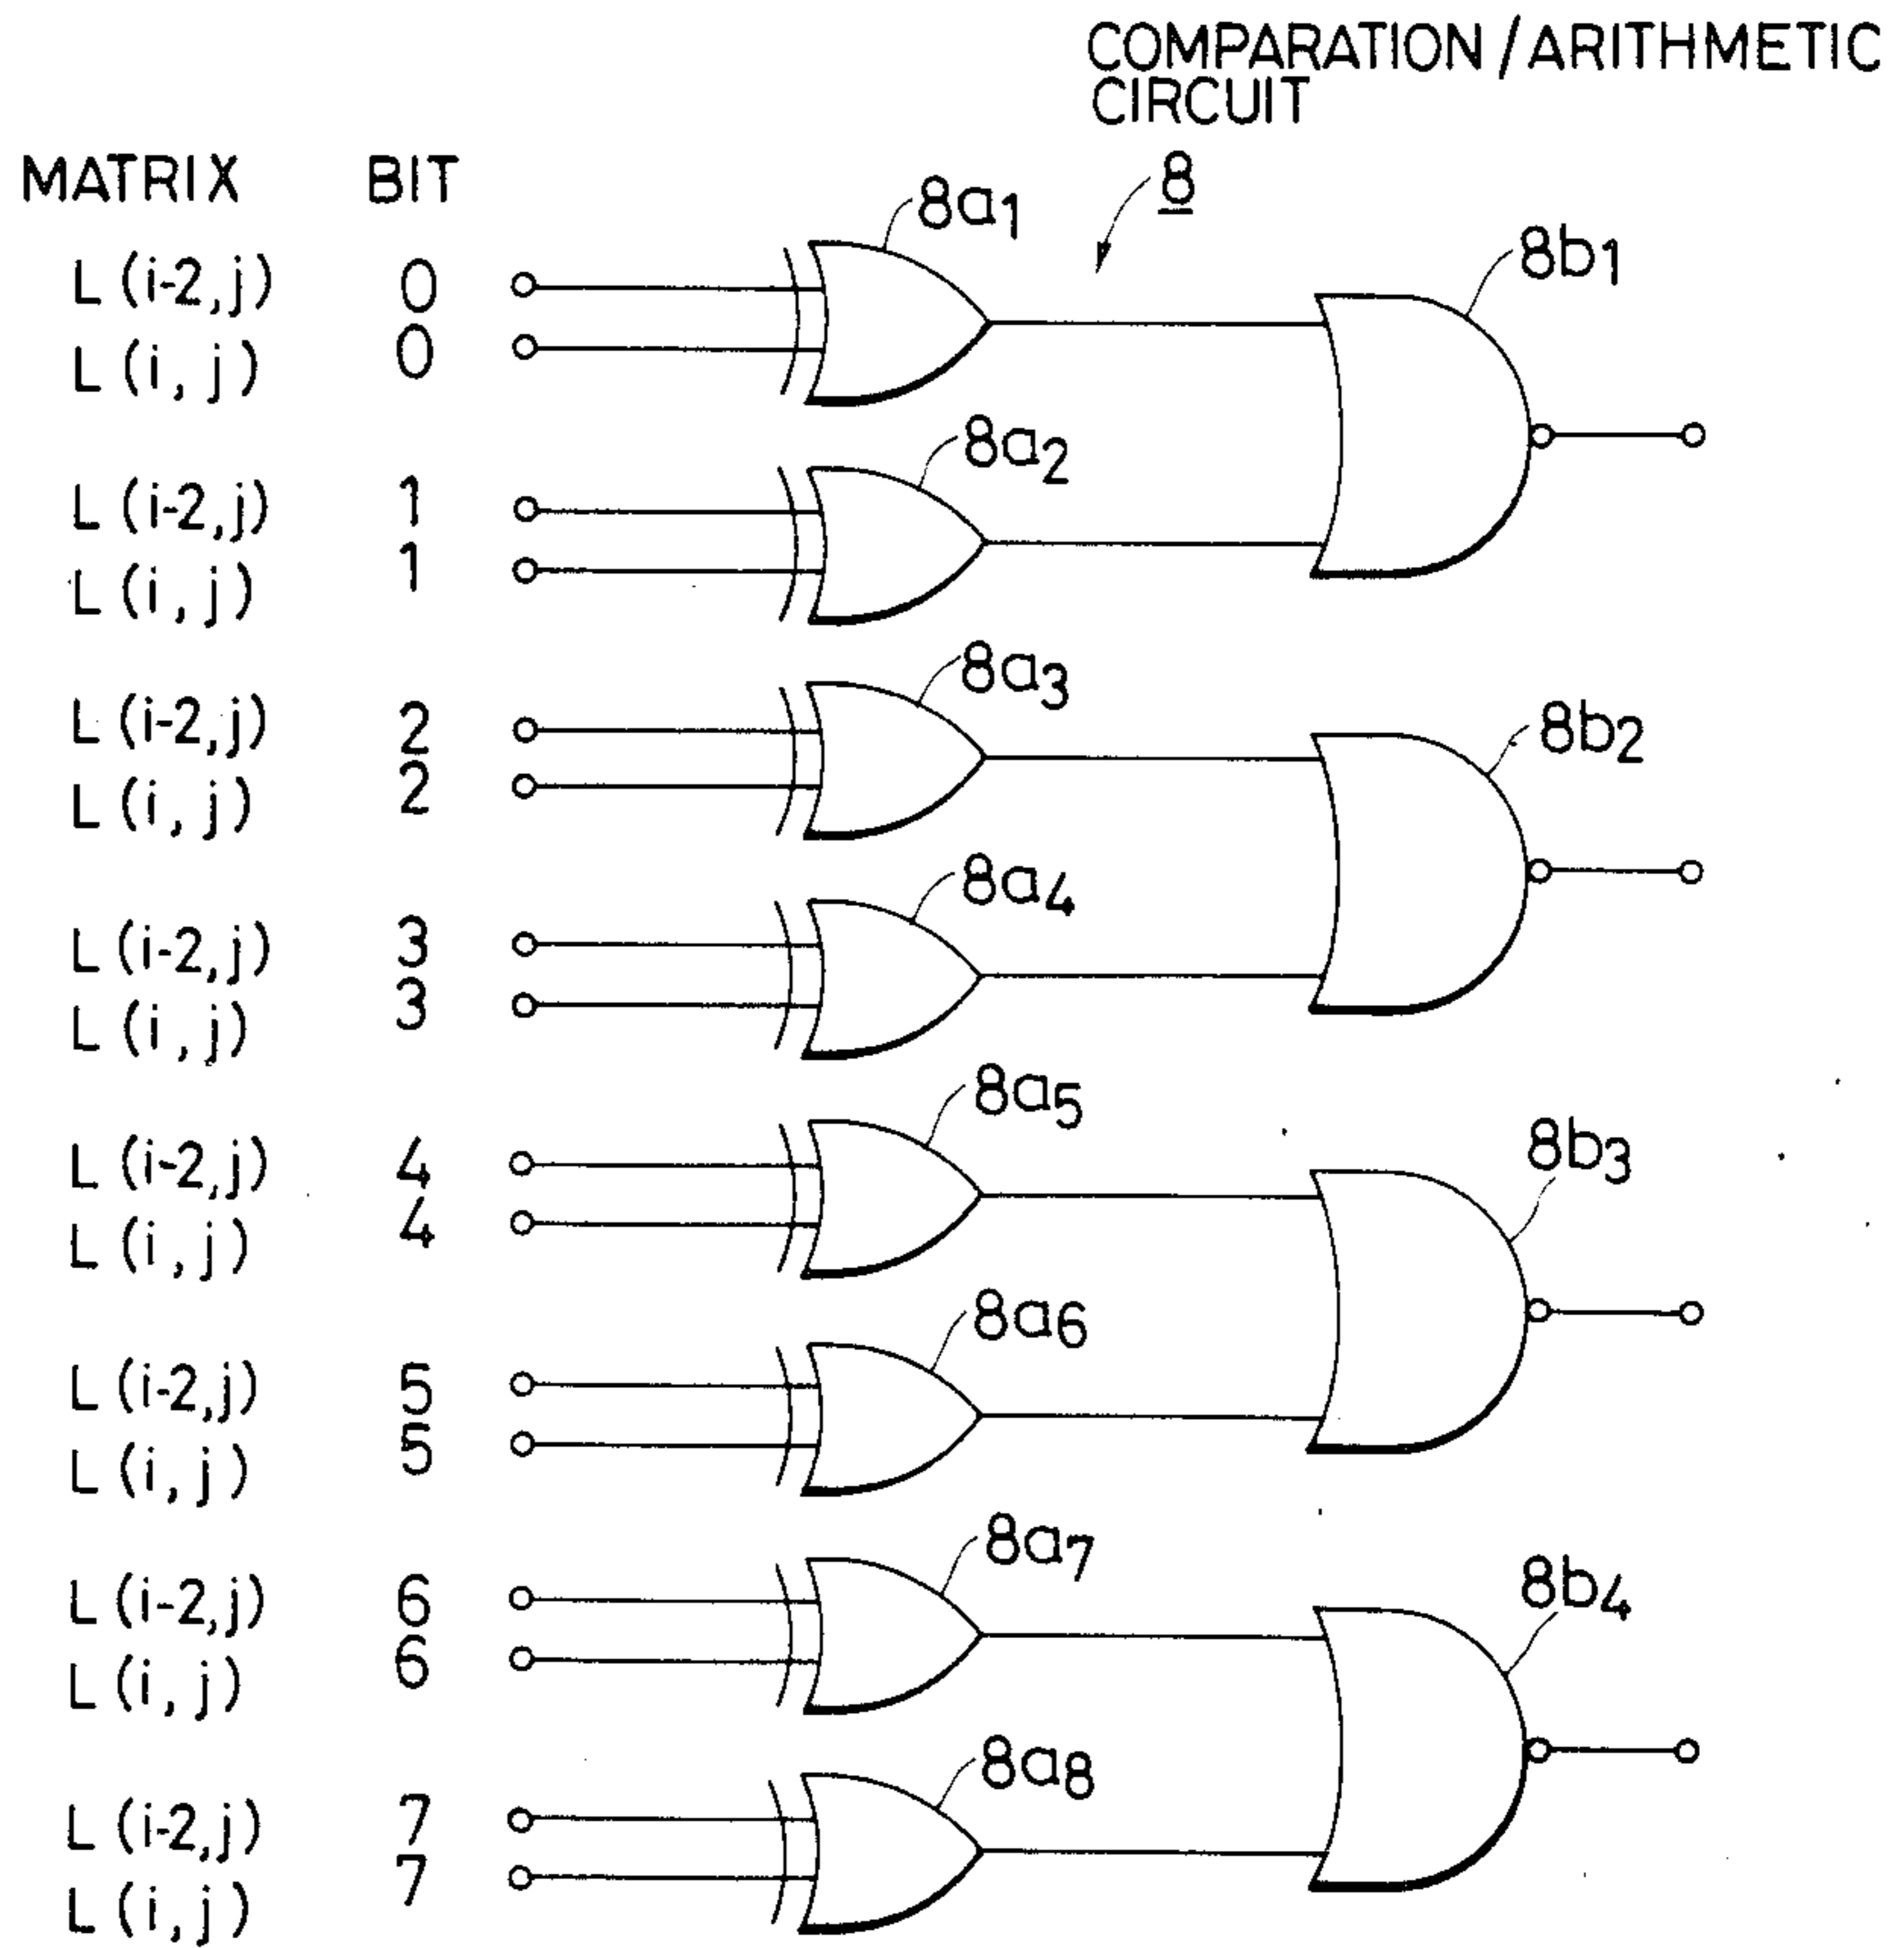 COMPARATION / ARITHMETIC
CIRCUIT
8
MATRIX BIT
8a1
L (i-2, j) 0
L (i, j) 0
8b1
8a2
L (i-2, j) 1
L (i, j) 1
8a3
L (i-2, j) 2
L (i, j) 2
8b2
8a4
L (i-2, j) 3
L (i, j) 3
8a5
L (i-2, j) 4
L (i, j) 4
8b3
8a6
L (i-2, j) 5
L (i, j) 5
8a7
L (i-2, j) 6
L (i, j) 6
8b4
8a8
L (i-2, j) 7
L (i, j) 7